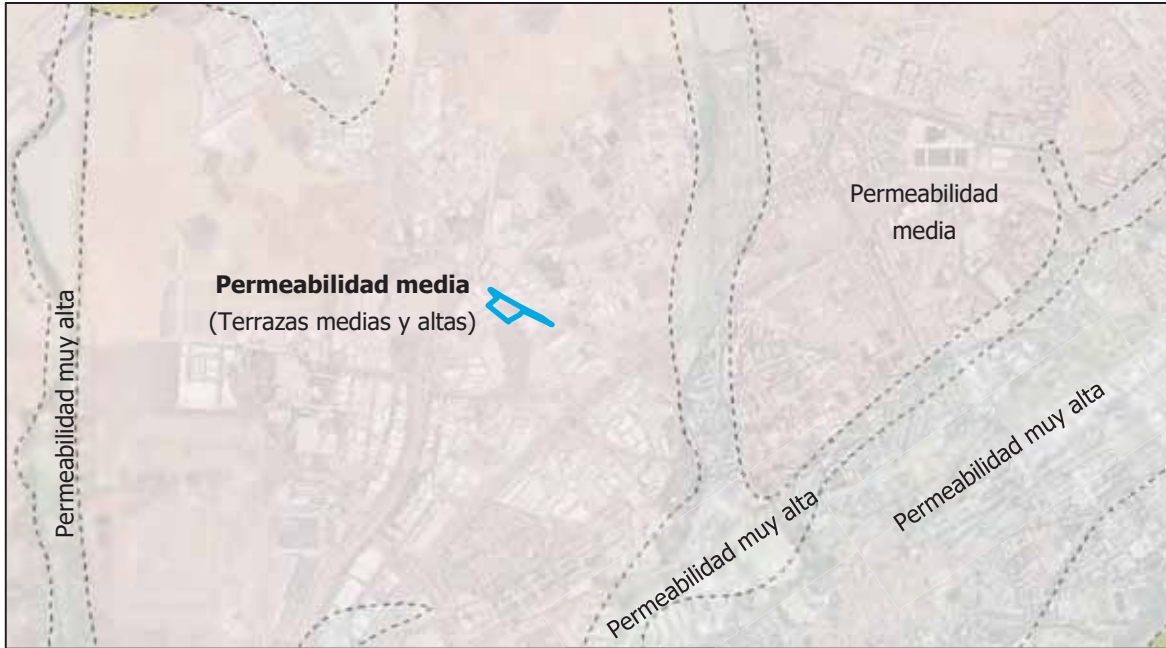 Permeabilidad
media
Permeabilidad media
(Terrazas medias y altas)
Permeabilidad muy alta
Permeabilidad muy alta
Permeabilidad muy alta